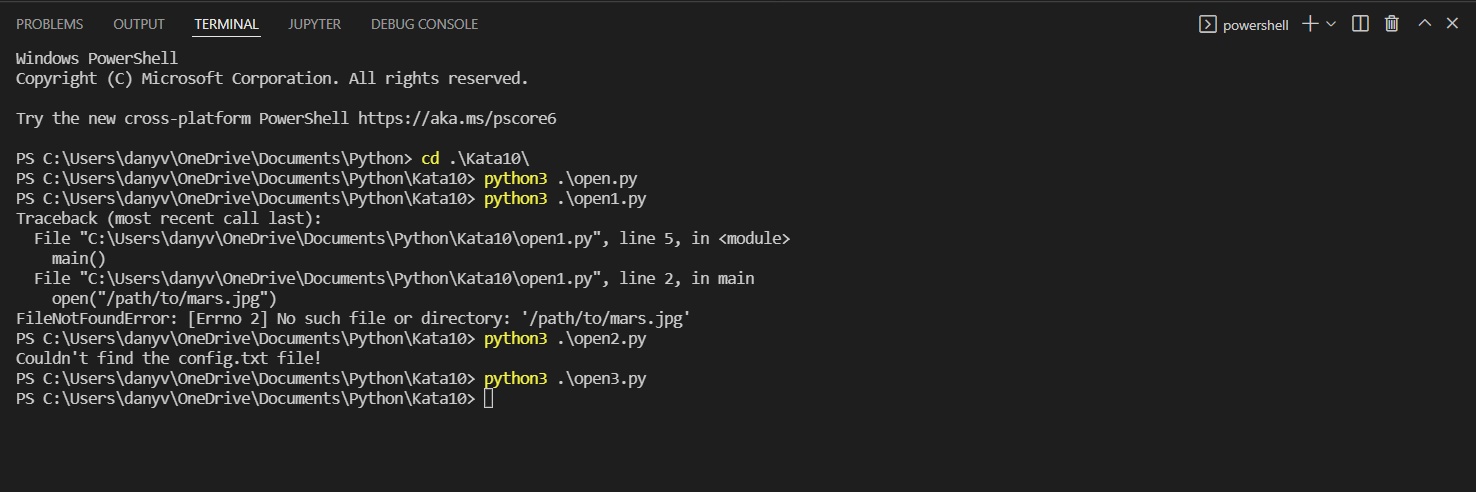 PROBLEMS OUTPUT TERMINAL JUPYTER DEBUG CONSOLE powershell
Windows PowerShell
Copyright (C) Microsoft Corporation. All rights reserved.
Try the new cross-platform PowerShell https://aka.ms/pscore6
PS C:\Users\danyv\OneDrive\Documents\Python> cd .\Kata10\
PS C:\Users\danyv\OneDrive\Documents\Python\Kata10> python3 .\open.py
PS C:\Users\danyv\OneDrive\Documents\Python\Kata10> python3 .\open1.py
Traceback (most recent call last):
  File "C:\Users\danyv\OneDrive\Documents\Python\Kata10\open1.py", line 5, in <module>
    main()
  File "C:\Users\danyv\OneDrive\Documents\Python\Kata10\open1.py", line 2, in main
    open("/path/to/mars.jpg")
FileNotFoundError: [Errno 2] No such file or directory: '/path/to/mars.jpg'
PS C:\Users\danyv\OneDrive\Documents\Python\Kata10> python3 .\open2.py
Couldn't find the config.txt file!
PS C:\Users\danyv\OneDrive\Documents\Python\Kata10> python3 .\open3.py
PS C:\Users\danyv\OneDrive\Documents\Python\Kata10>